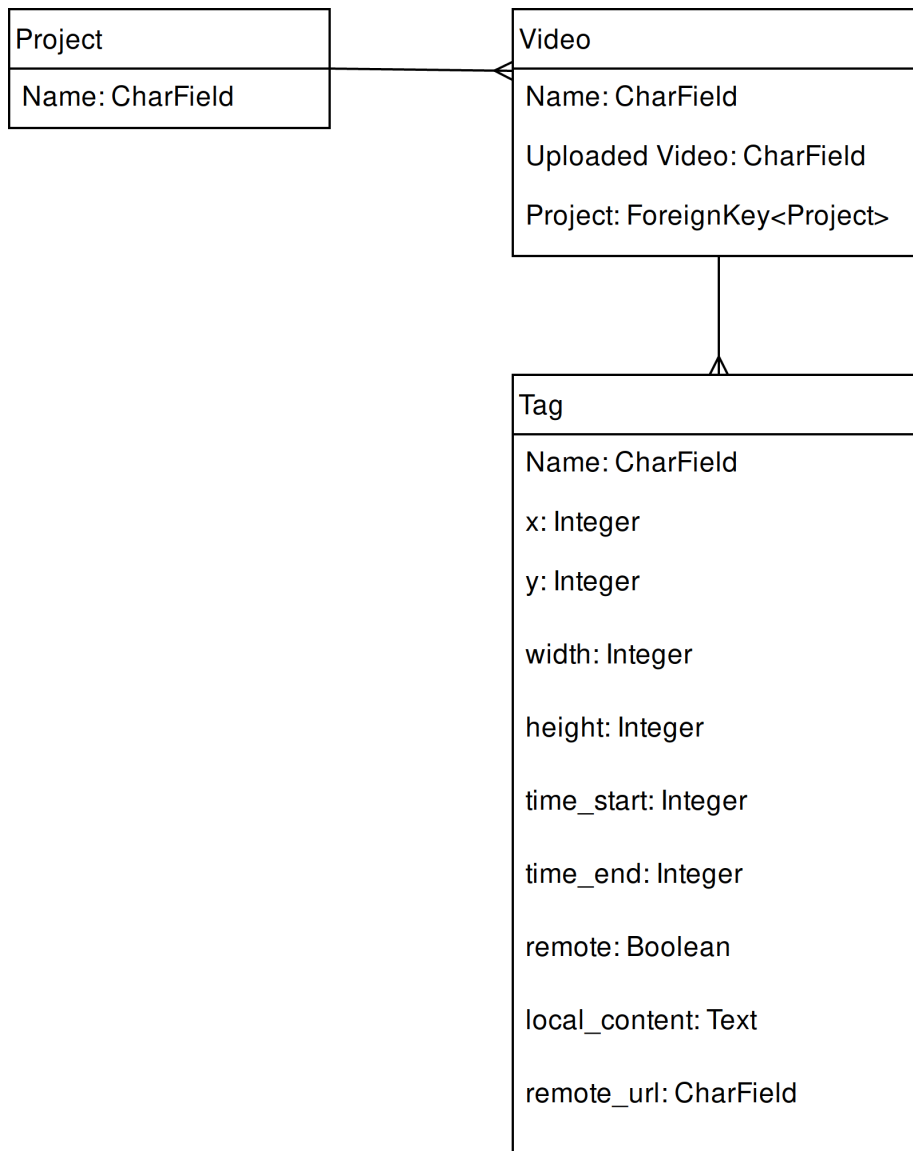 Project
Name: CharField
Video
Name: CharField
Uploaded Video: CharField
Project: ForeignKey<Project>
Tag
Name: CharField
x: Integer
y: Integer
width: Integer
height: Integer
time_start: Integer
time_end: Integer
remote: Boolean
local_content: Text
remote_url: CharField